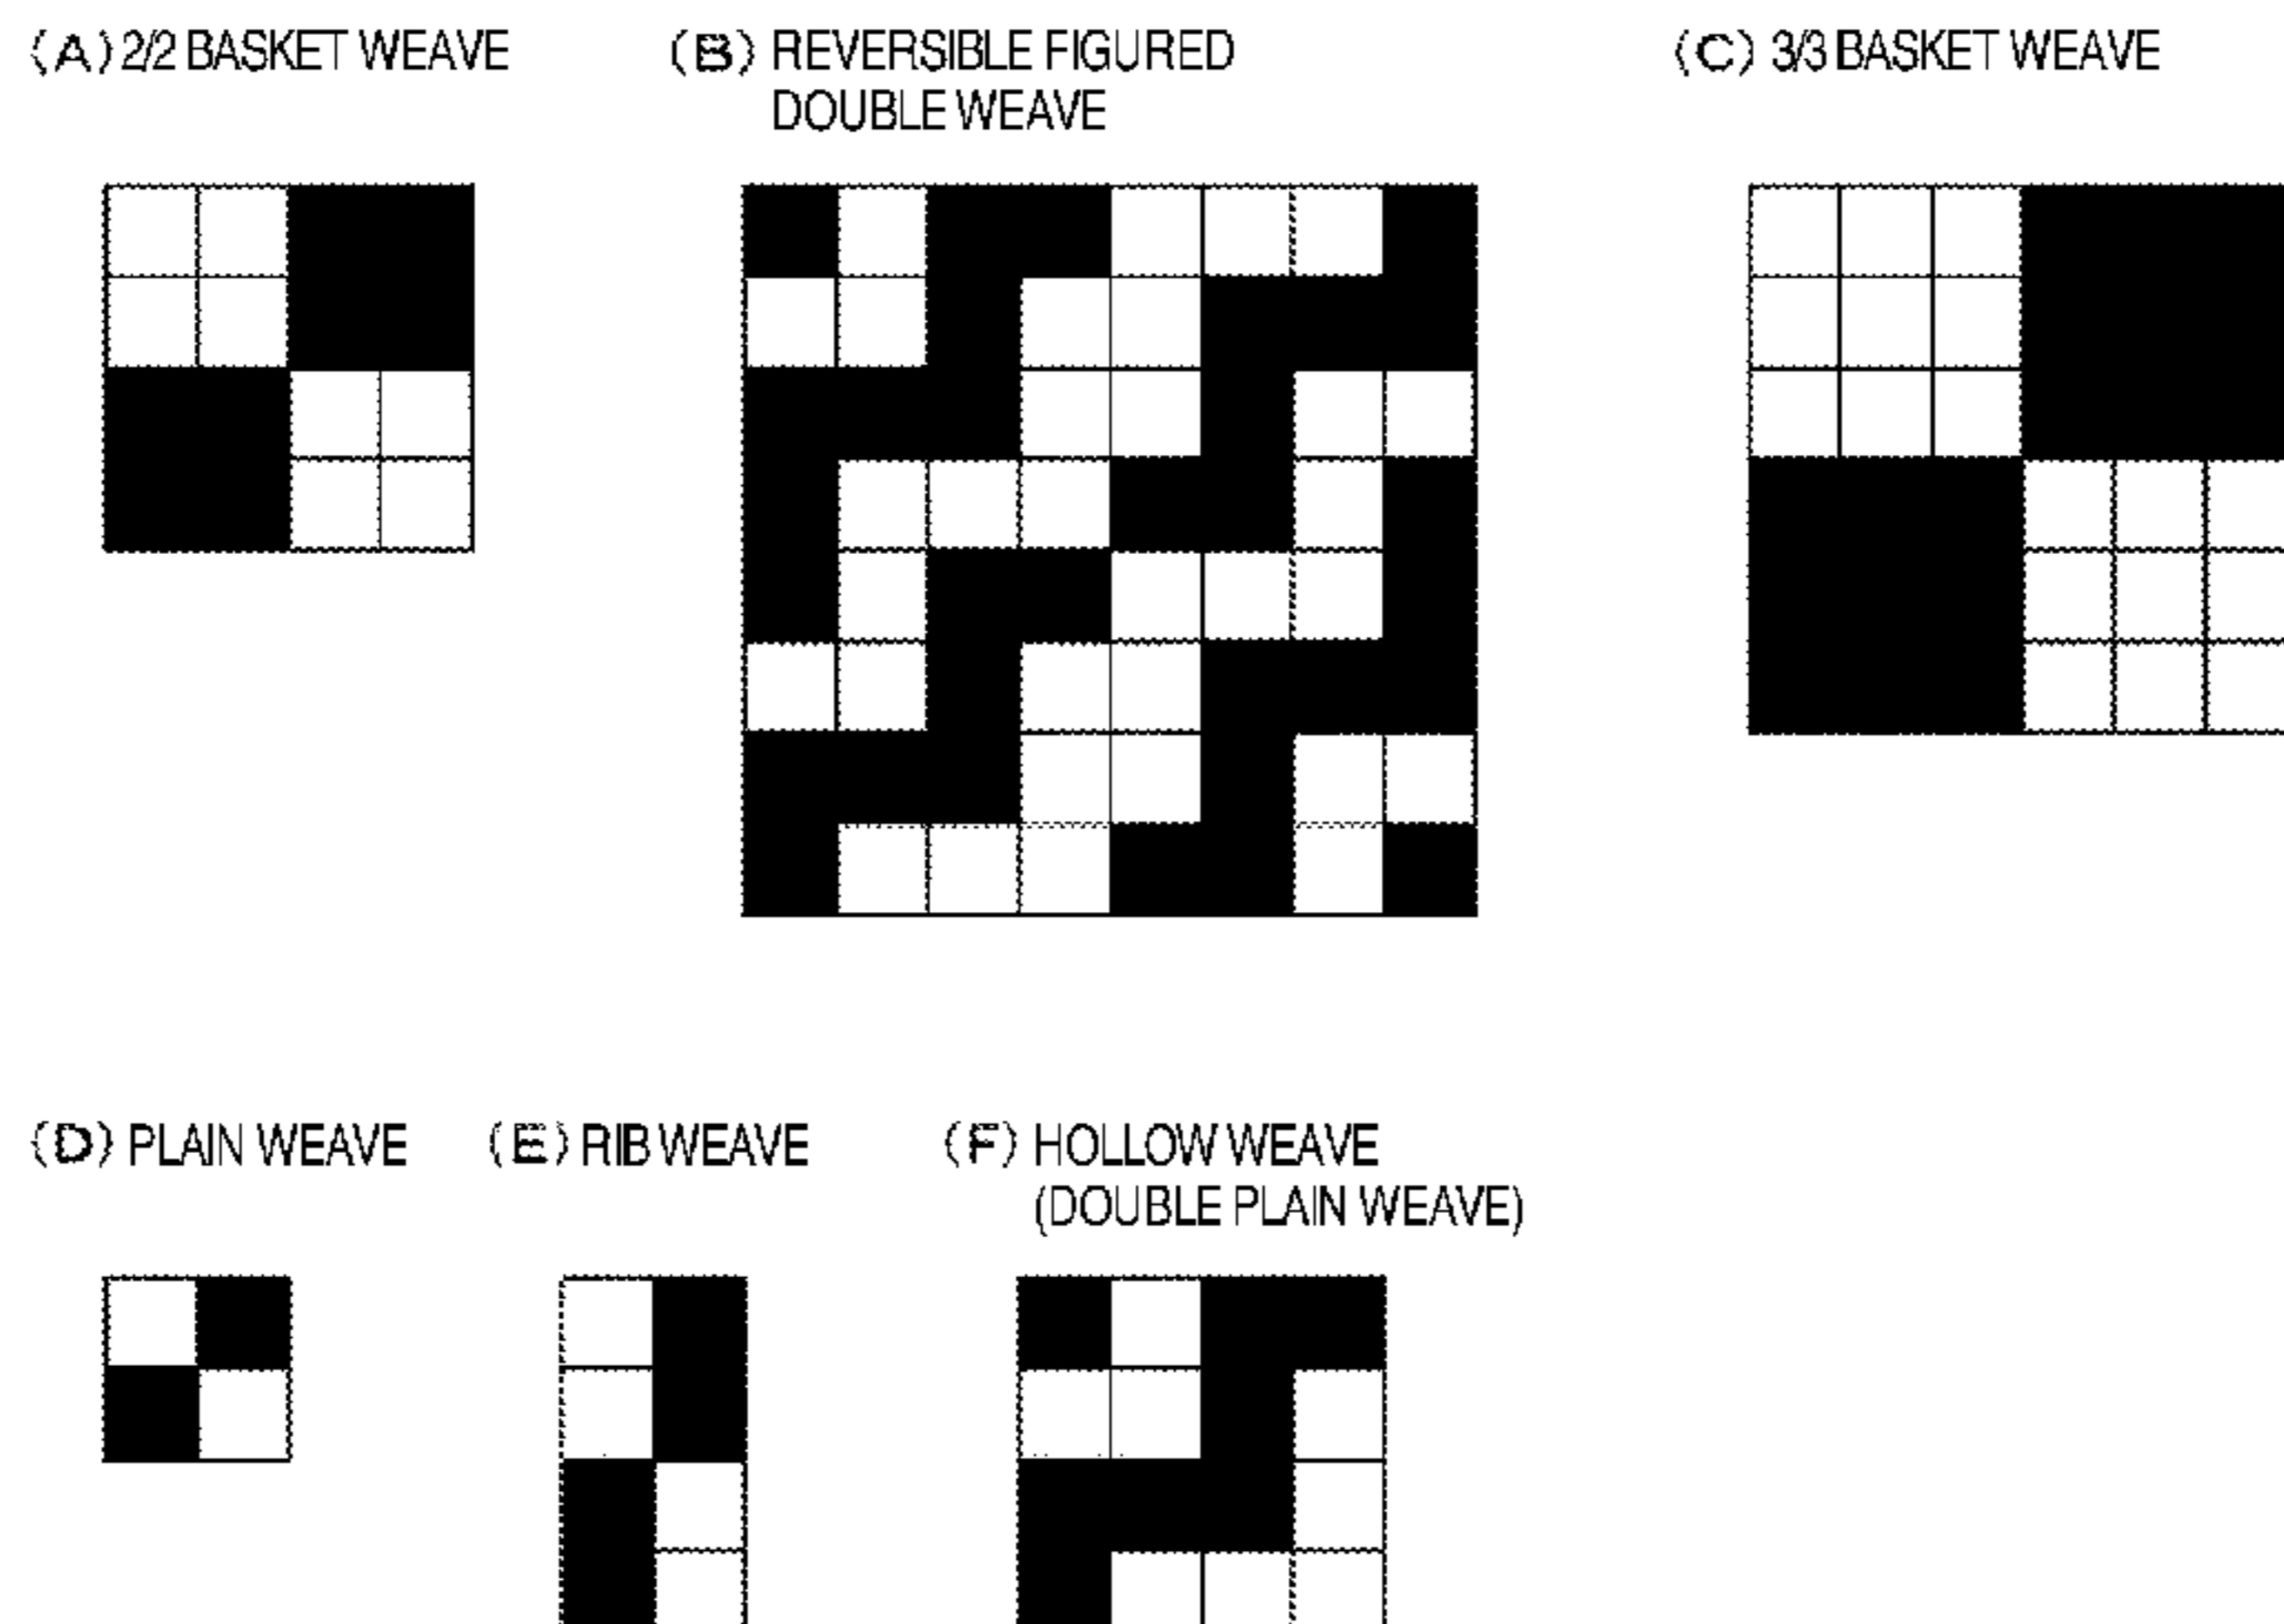 (A) 2/2 BASKET WEAVE
(B) REVERSIBLE FIGURED
DOUBLE WEAVE
(C) 3/3 BASKET WEAVE
(D) PLAIN WEAVE
(E) RIB WEAVE
(F) HOLLOW WEAVE
(DOUBLE PLAIN WEAVE)